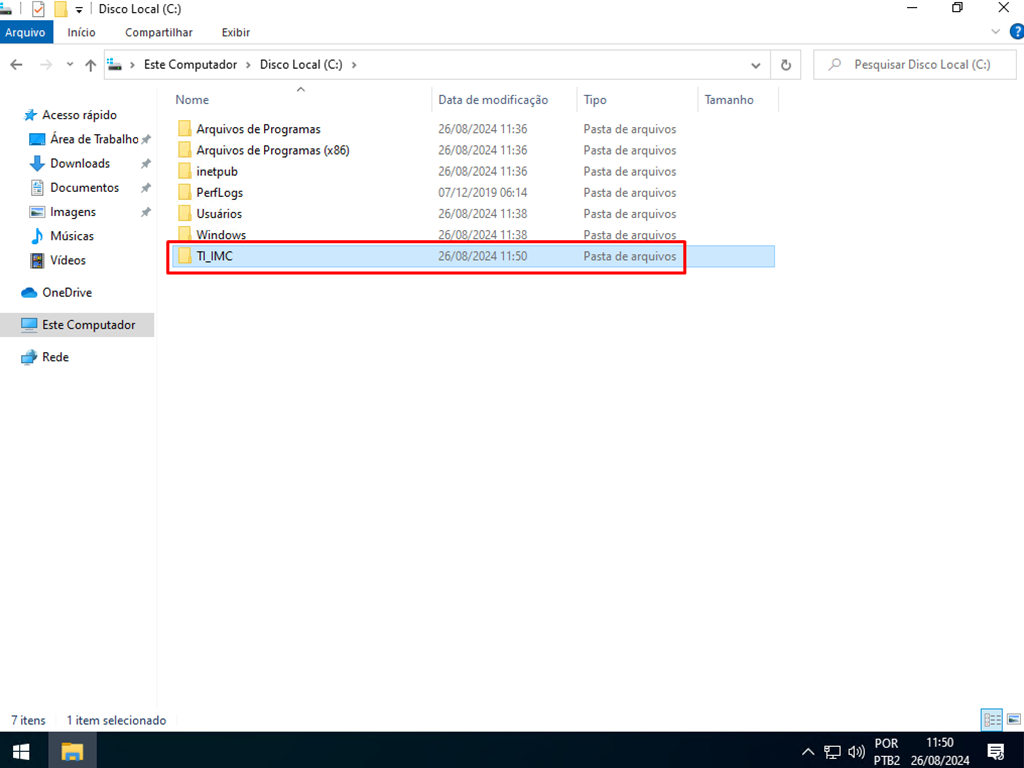 Disco Local (C:)
Arquivo Início Compartilhar Exibir ?
Este Computador Disco Local (C:) Pesquisar Disco Local (C:)
Nome Data de modificação Tipo Tamanho
Acesso rápido
Área de Trabalho
Downloads
Documentos
Imagens
Músicas
Vídeos
OneDrive
Este Computador
Rede
Arquivos de Programas 26/08/2024 11:36 Pasta de arquivos
Arquivos de Programas (x86) 26/08/2024 11:36 Pasta de arquivos
inetpub 26/08/2024 11:36 Pasta de arquivos
PerfLogs 07/12/2019 06:14 Pasta de arquivos
Usuários 26/08/2024 11:38 Pasta de arquivos
Windows 26/08/2024 11:38 Pasta de arquivos
TI_IMC 26/08/2024 11:50 Pasta de arquivos
7 itens 1 item selecionado
POR 11:50
PTB2 26/08/2024